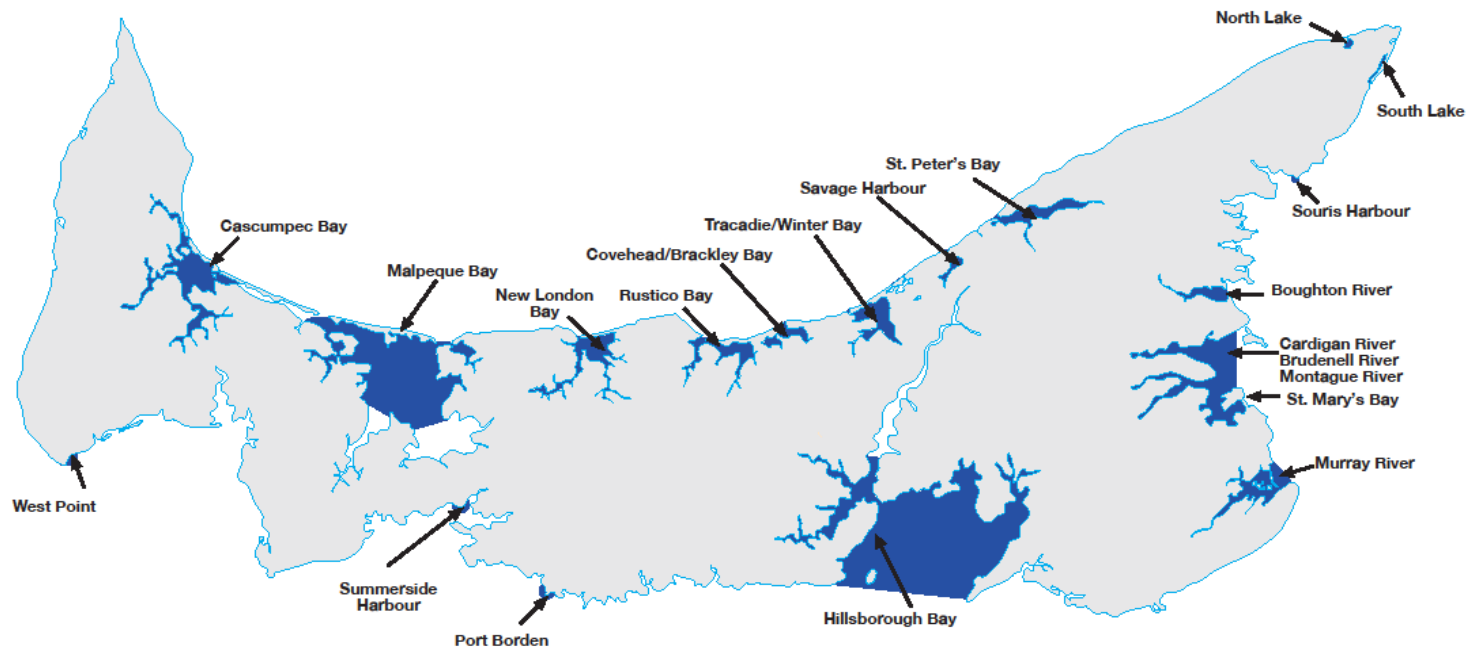 North Lake
South Lake
St. Peter's Bay
Savage Harbour
Souris Harbour
Tracadie/Winter Bay
Cascumpec Bay
Covehead/Brackley Bay
Malpeque Bay
Boughton River
New London
Bay
Rustico Bay
Cardigan River
Brudenell River
Montague River
St. Mary's Bay
Murray River
West Point
Summerside
Harbour
Hillsborough Bay
Port Borden